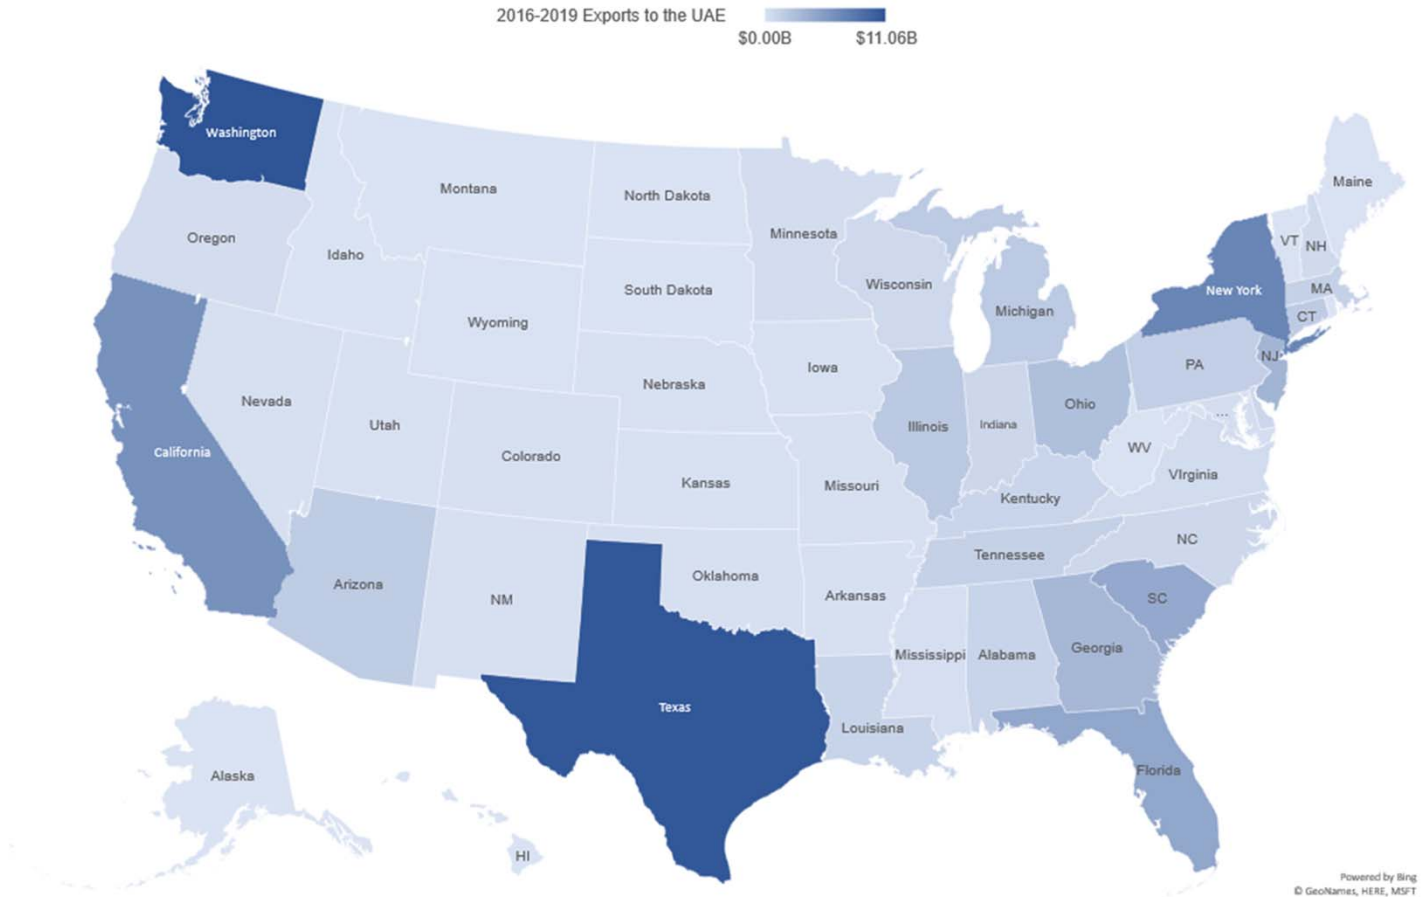 2016-2019 Exports to the UAE
$0.00B $11.06B
Washington
Montana
North Dakota
Minnesota
Maine
Oregon
Idaho
South Dakota
Wisconsin
Michigan
New York
VT
NH
MA
CT
Wyoming
Iowa
Nebraska
PA
NJ
Nevada
Utah
Colorado
Kansas
Missouri
Illinois
Indiana
Ohio
...
WV
VIrginia
Kentucky
California
Arizona
NM
Oklahoma
Arkansas
Tennessee
NC
SC
Mississippi
Alabama
Georgia
Texas
Louisiana
Florida
Alaska
HI
Powered by Bing
© GeoNames, HERE, MSFT